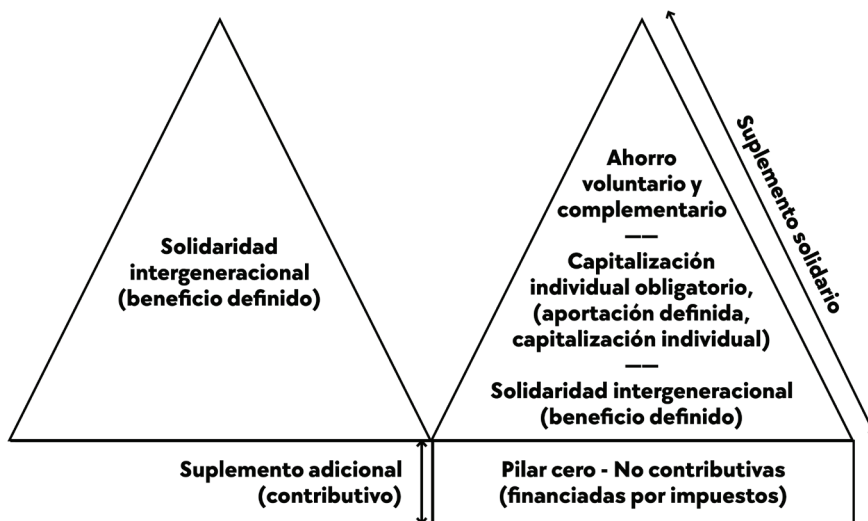 Solidaridad
intergeneracional
(beneficio definido)
Ahorro
voluntario y
complementario
——
Capitalización
individual obligatorio,
(aportación definida,
capitalización individual)
——
Solidaridad intergeneracional
(beneficio definido)
Suplemento solidario
Suplemento adicional
(contributivo)
Pilar cero - No contributivas
(financiadas por impuestos)